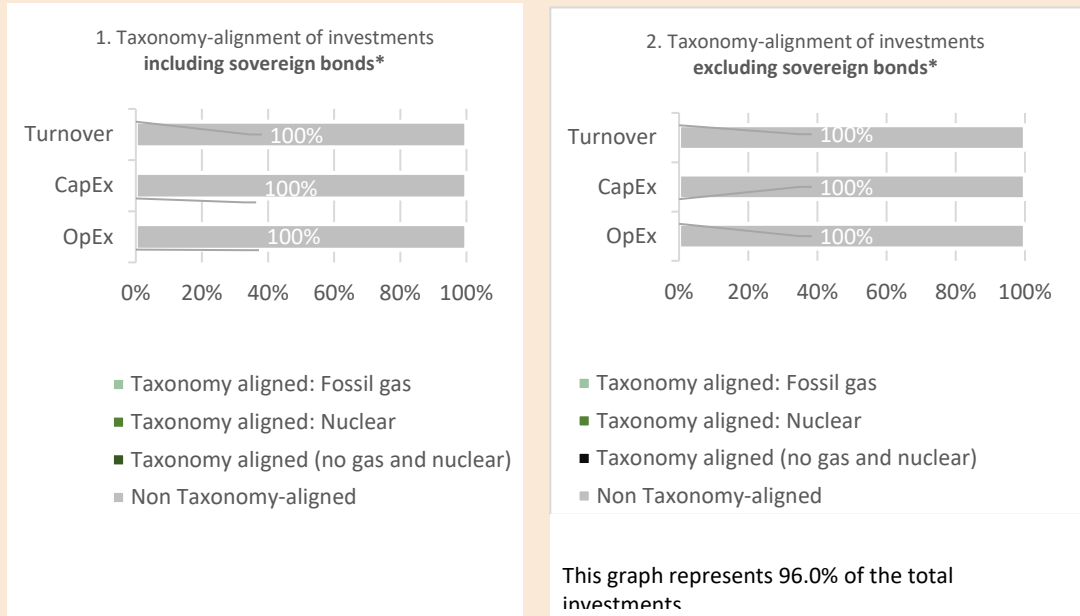 1. Taxonomy-alignment of investments
including sovereign bonds*
Turnover
100%
CapEx
100%
OpEx
100%
0% 20% 40% 60% 80% 100%
Taxonomy aligned: Fossil gas
Taxonomy aligned: Nuclear
Taxonomy aligned (no gas and nuclear)
Non Taxonomy-aligned
2. Taxonomy-alignment of investments
excluding sovereign bonds*
Turnover
100%
CapEx
100%
OpEx
100%
0% 20% 40% 60% 80% 100%
Taxonomy aligned: Fossil gas
Taxonomy aligned: Nuclear
Taxonomy aligned (no gas and nuclear)
Non Taxonomy-aligned
This graph represents 96.0% of the total
investments